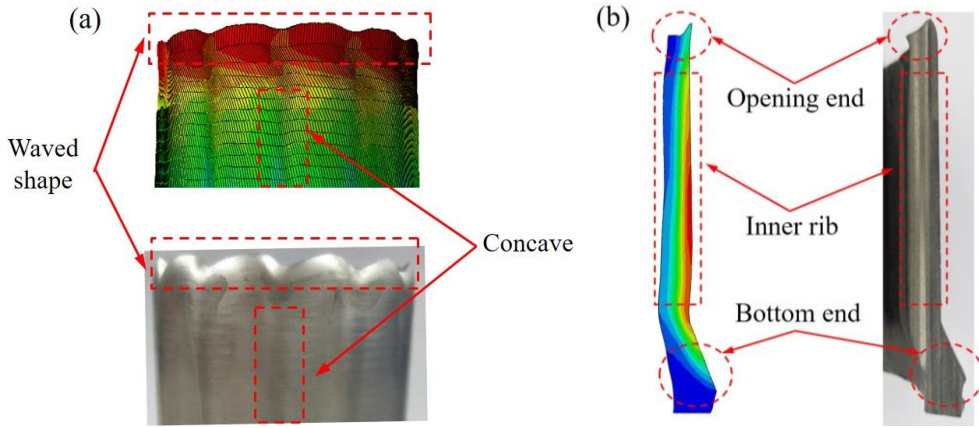 (a)
(b)
Waved
shape
Concave
Opening end
Inner rib
Bottom end